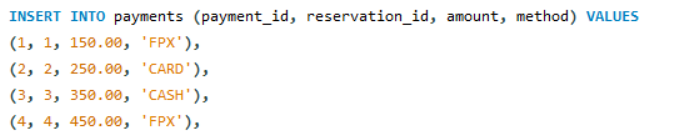 INSERT INTO payments (payment_id, reservation_id, amount, method) VALUES
(1, 1, 150.00, 'FPX'),
(2, 2, 250.00, 'CARD'),
(3, 3, 350.00, 'CASH'),
(4, 4, 450.00, 'FPX'),